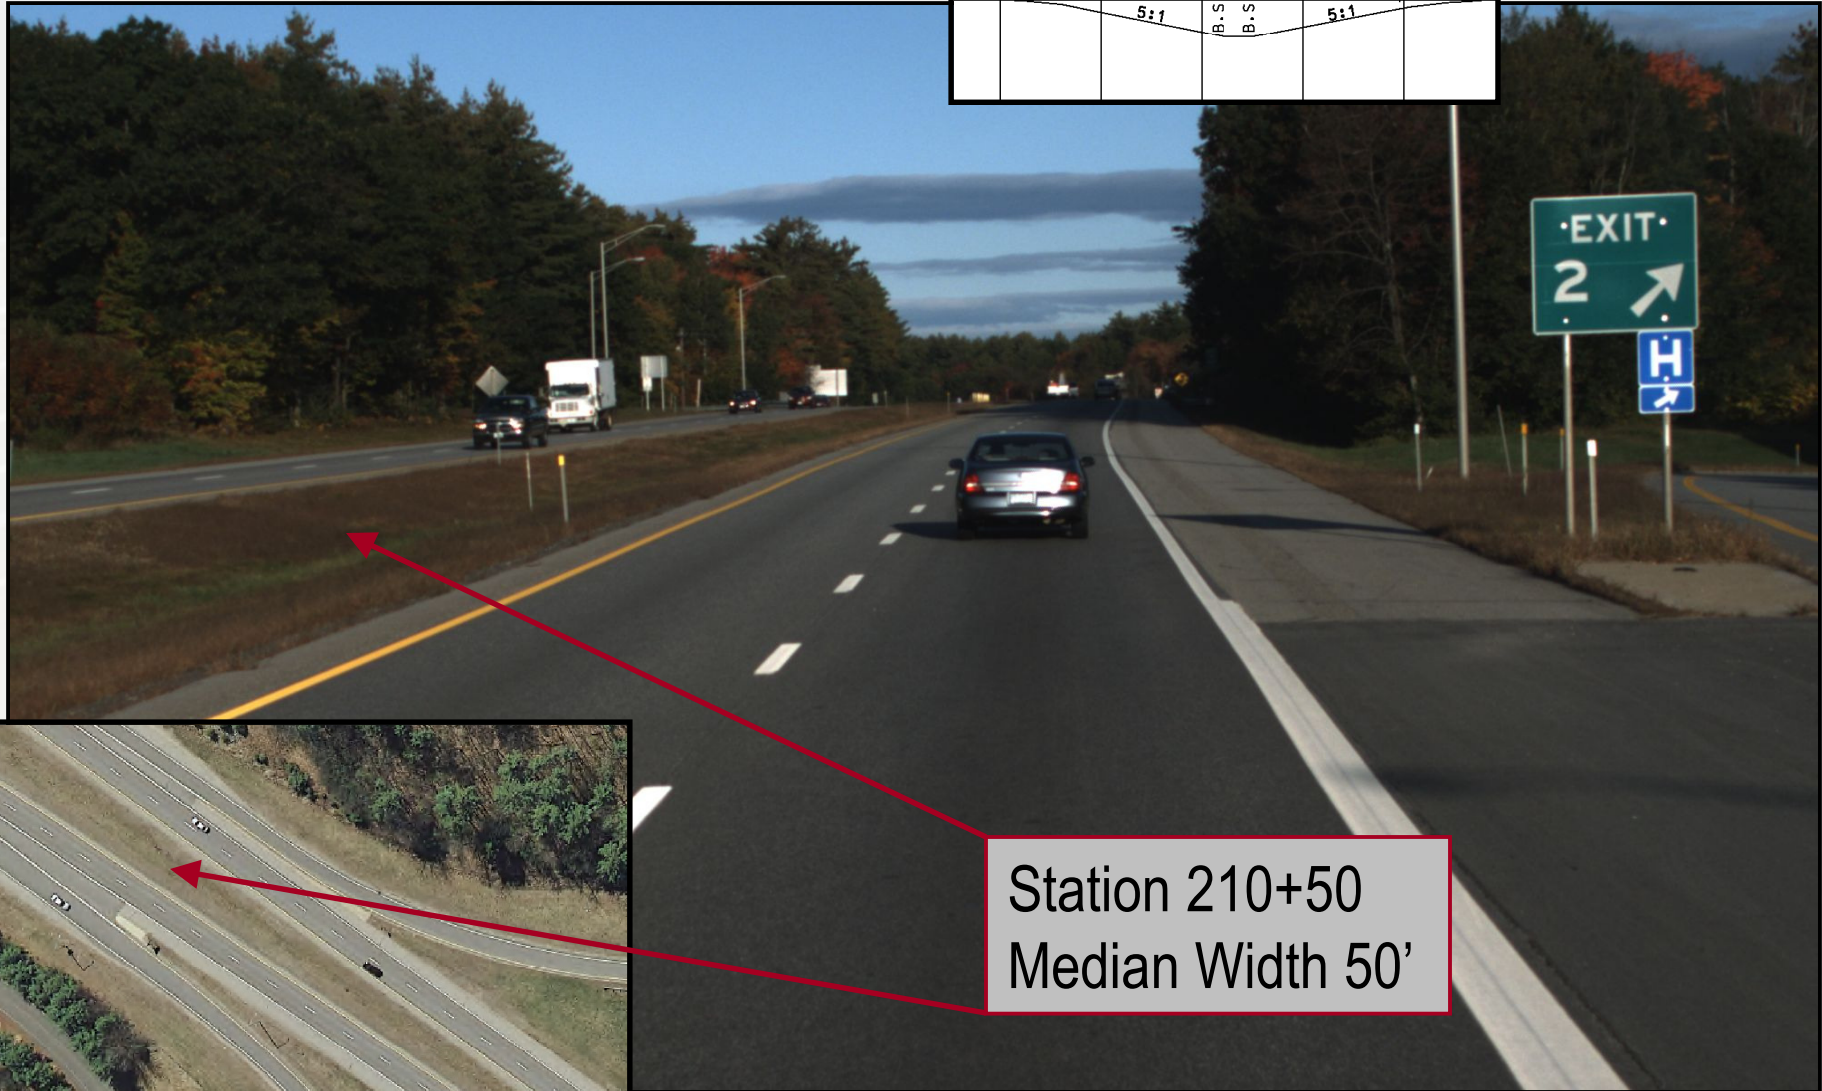 5:1
B.S
B.S
5:1
EXIT
2
H
Station 210+50
Median Width 50’